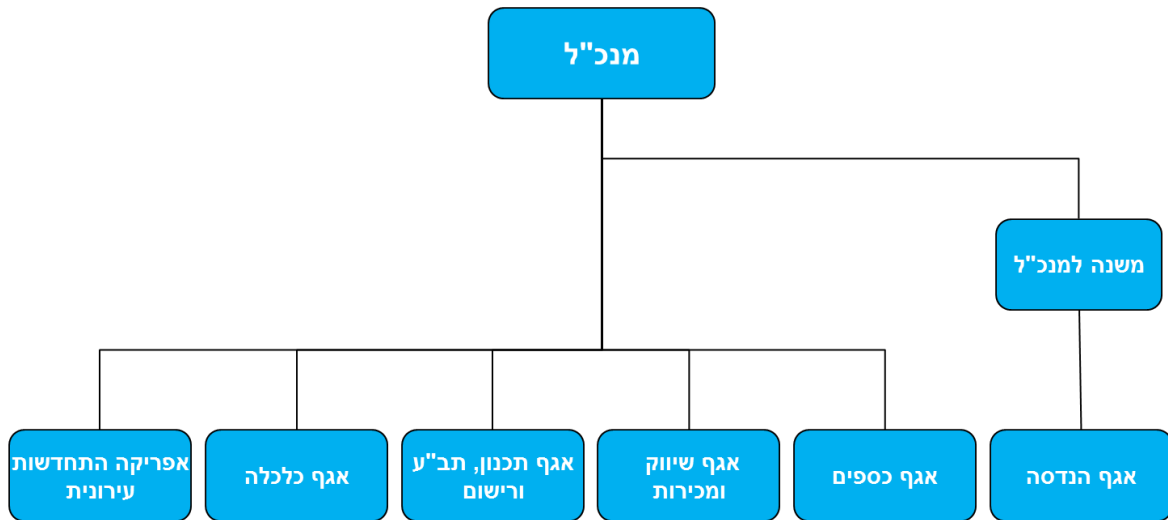 מנכ"ל
משנה למנכ"ל
אגף הנדסה
אגף כספים
אגף שיווק
ומכירות
אגף תכנון, תב"ע
ורישום
אגף כלכלה
אפריקה התחדשות
עירונית